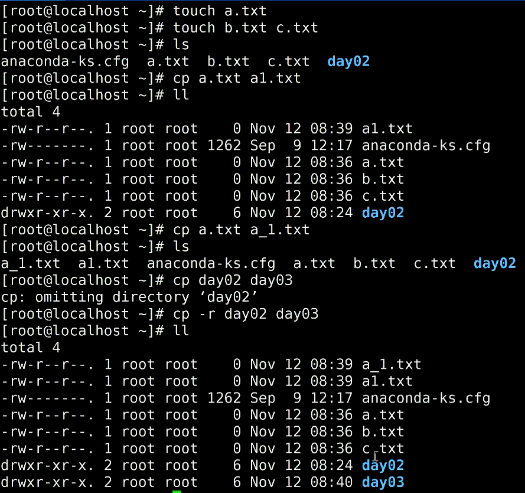 [root@localhost ~]# touch a.txt
[root@localhost ~]# touch b.txt c.txt
[root@localhost ~]# ls
anaconda-ks.cfg  a.txt  b.txt  c.txt  day02
[root@localhost ~]# cp a.txt a1.txt
[root@localhost ~]# ll
total 4
-rw-r--r--. 1 root root    0 Nov 12 08:39 a1.txt
-rw-------. 1 root root 1262 Sep  9 12:17 anaconda-ks.cfg
-rw-r--r--. 1 root root    0 Nov 12 08:36 a.txt
-rw-r--r--. 1 root root    0 Nov 12 08:36 b.txt
-rw-r--r--. 1 root root    0 Nov 12 08:36 c.txt
drwxr-xr-x. 2 root root    6 Nov 12 08:24 day02
[root@localhost ~]# cp a.txt a_1.txt
[root@localhost ~]# ls
a_1.txt  a1.txt  anaconda-ks.cfg  a.txt  b.txt  c.txt  day02
[root@localhost ~]# cp day02 day03
cp: omitting directory ‘day02’
[root@localhost ~]# cp -r day02 day03
[root@localhost ~]# ll
total 4
-rw-r--r--. 1 root root    0 Nov 12 08:39 a_1.txt
-rw-r--r--. 1 root root    0 Nov 12 08:39 a1.txt
-rw-------. 1 root root 1262 Sep  9 12:17 anaconda-ks.cfg
-rw-r--r--. 1 root root    0 Nov 12 08:36 a.txt
-rw-r--r--. 1 root root    0 Nov 12 08:36 b.txt
-rw-r--r--. 1 root root    0 Nov 12 08:36 c.txt
drwxr-xr-x. 2 root root    6 Nov 12 08:24 day02
drwxr-xr-x. 2 root root    6 Nov 12 08:40 day03